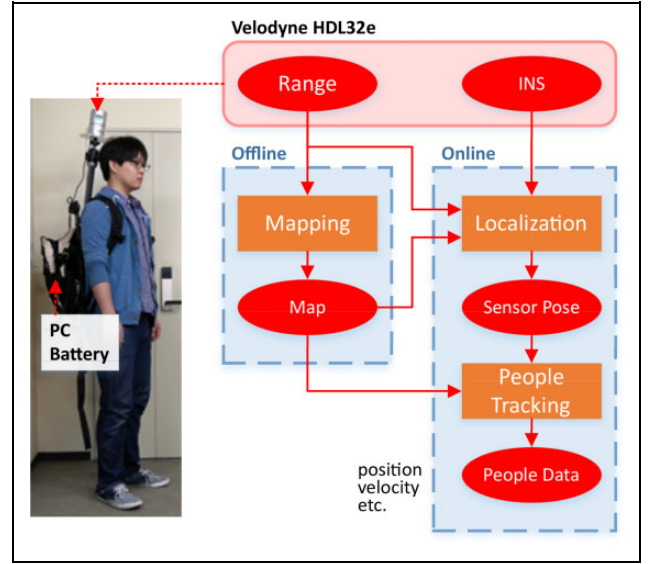 Velodyne HDL32e
Range
INS
Offline
Online
Mapping
Localization
Map
Sensor Pose
PC
Battery
People
Tracking
position
velocity
etc.
People Data